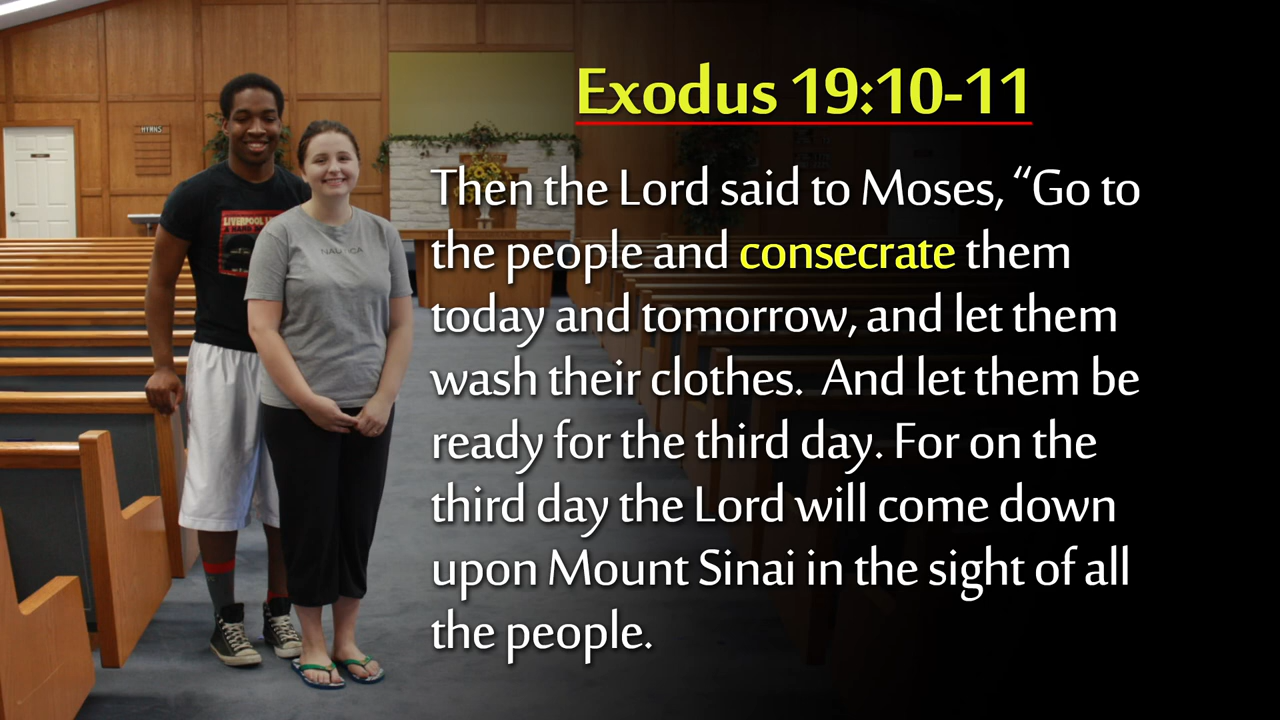 Exodus 19:10-11
Then the Lord said to Moses, “Go to
the people and consecrate them
today and tomorrow, and let them
wash their clothes.  And let them be
ready for the third day. For on the
third day the Lord will come down
upon Mount Sinai in the sight of all
the people.
HYMNS
NAUTICA